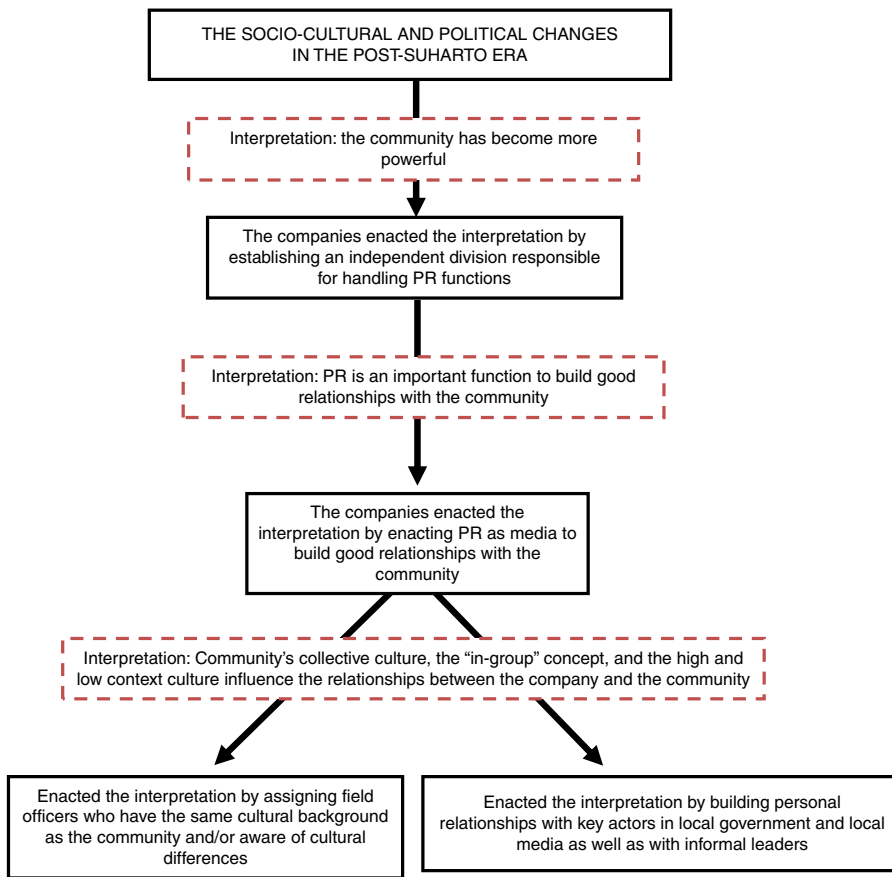 THE SOCIO-CULTURAL AND POLITICAL CHANGES
IN THE POST-SUHARTO ERA
Interpretation: the community has become more
powerful
The companies enacted the interpretation by
establishing an independent division responsible
for handling PR functions
Interpretation: PR is an important function to build good
relationships with the community
The companies enacted the
interpretation by enacting PR as media to
build good relationships with the
community
Interpretation: Community’s collective culture, the “in-group” concept, and the high and
low context culture influence the relationships between the company and the community
Enacted the interpretation by assigning field
officers who have the same cultural background
as the community and/or aware of cultural
differences
Enacted the interpretation by building personal
relationships with key actors in local government and local
media as well as with informal leaders